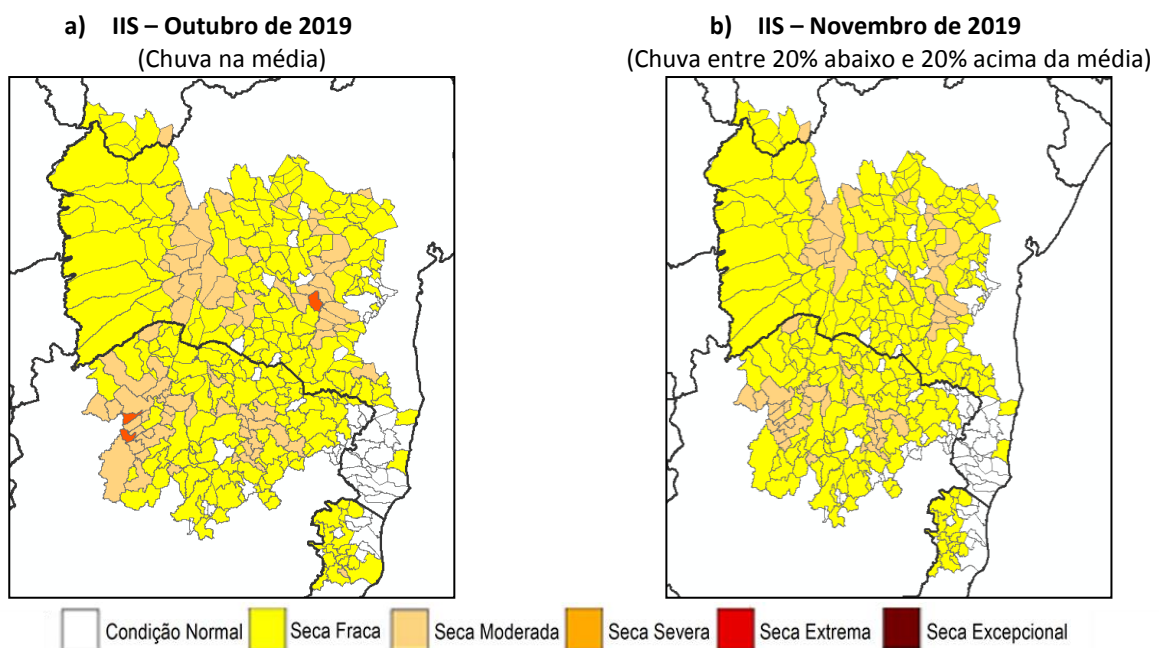 a) IIS – Outubro de 2019
(Chuva na média)
b) IIS – Novembro de 2019
(Chuva entre 20% abaixo e 20% acima da média)
Condição Normal
Seca Fraca
Seca Moderada
Seca Severa
Seca Extrema
Seca Excepcional